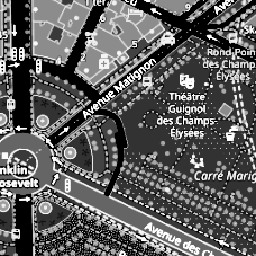 5
Avenue Matignon
Rond-Point
des Champs-
Élysées
Théâtre
Guignol
des Champs-
Élysées
Carré Marig
nklin
osevelt
Avenue des Ch